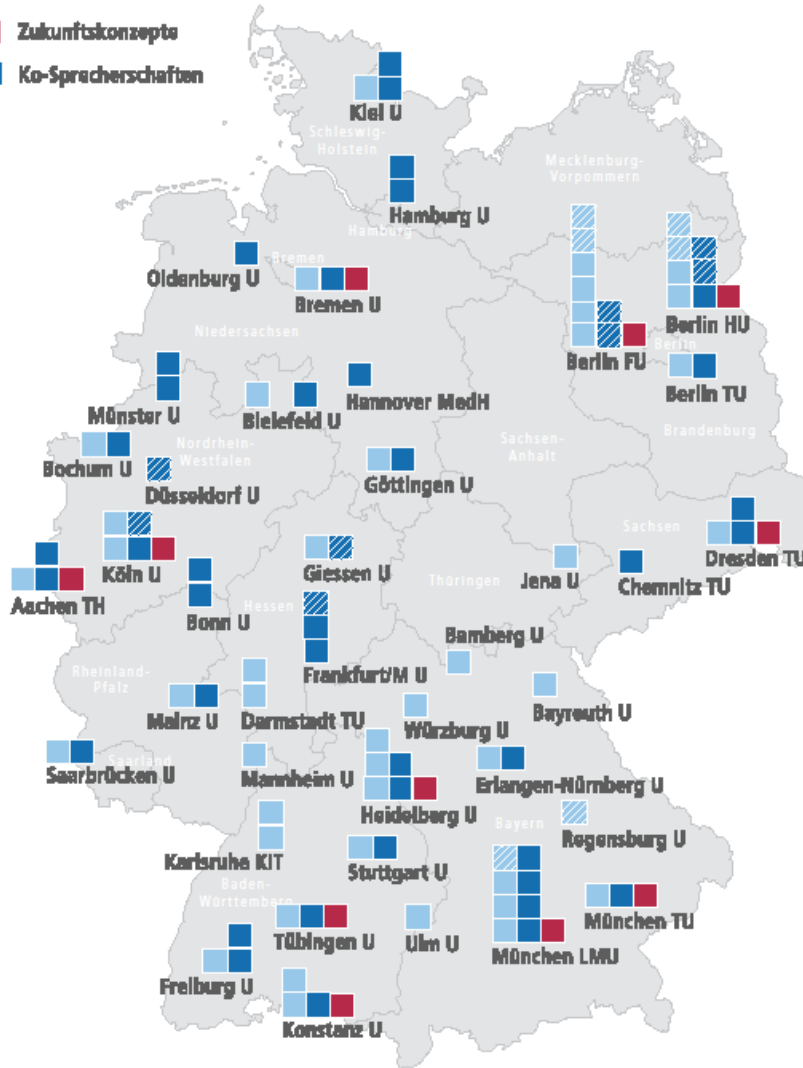 Zukunftskonzepte
Ko-Sprecherschaften
Kiel U
Schleswig-
Holstein
Mecklenburg-
Vorpommern
Hamburg U
Hamburg
Oldenburg U
Bremen
Bremen U
Berlin HU
Niedersachsen
Berlin
Berlin FU
Berlin TU
Hannover MedH
Münster U
Bielefeld U
Brandenburg
Nordrhein-
Westfalen
Sachsen-
Anhalt
Bochum U
Göttingen U
Düsseldorf U
Sachsen
Dresden TU
Köln U
Giessen U
Jena U
Thüringen
Chemnitz TU
Aachen TH
Hessen
Bonn U
Bamberg U
Rheinland-
Pfalz
Frankfurt/M U
Bayreuth U
Mainz U
Darmstadt TU
Würzburg U
Saarland
Saarbrücken U
Mannheim U
Erlangen-Nürnberg U
Heidelberg U
Bayern
Regensburg U
Karlsruhe KIT
Stuttgart U
Baden-
Württemberg
München TU
Tübingen U
Ulm U
München LMU
Freiburg U
Konstanz U